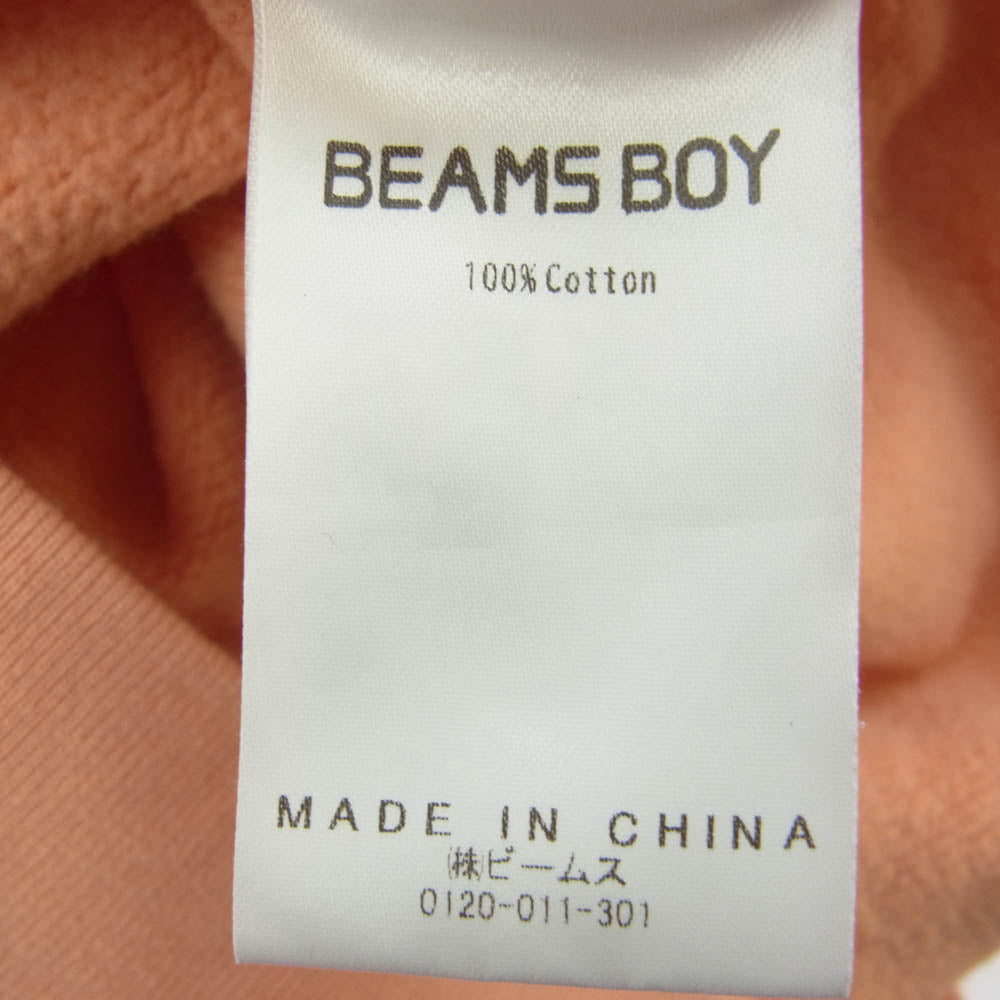 BEAMS BOY
100% Cotton
MADE IN CHINA
㈱ビームス
0120-011-301